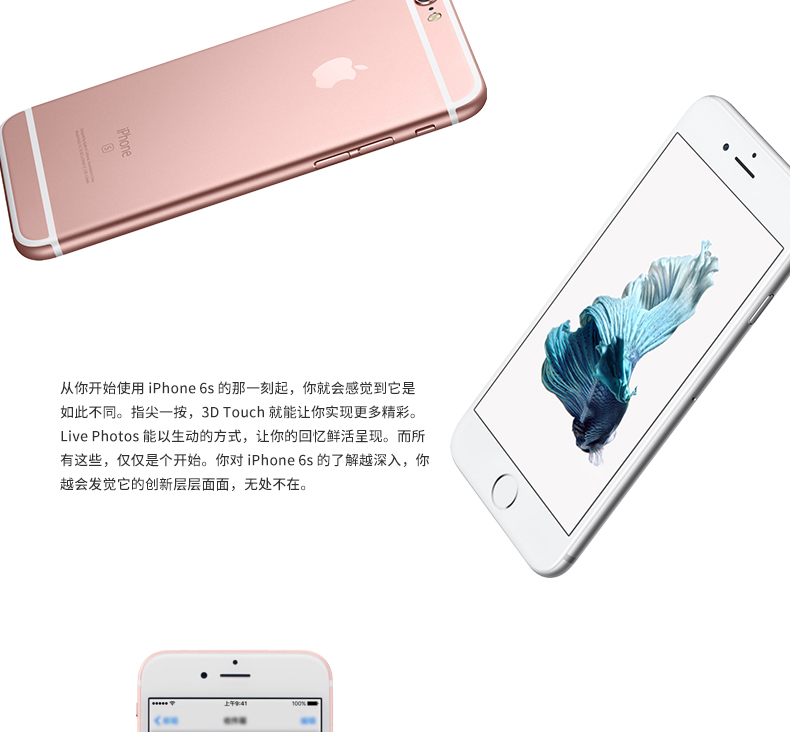 iPhone
S
从你开始使用 iPhone 6s 的那一刻起，你就会感觉到它是
如此不同。指尖一按，3D Touch 就能让你实现更多精彩。
Live Photos 能以生动的方式，让你的回忆鲜活呈现。而所
有这些，仅仅是个开始。你对 iPhone 6s 的了解越深入，你
越会发觉它的创新层层面面，无处不在。
上午9:41
100%